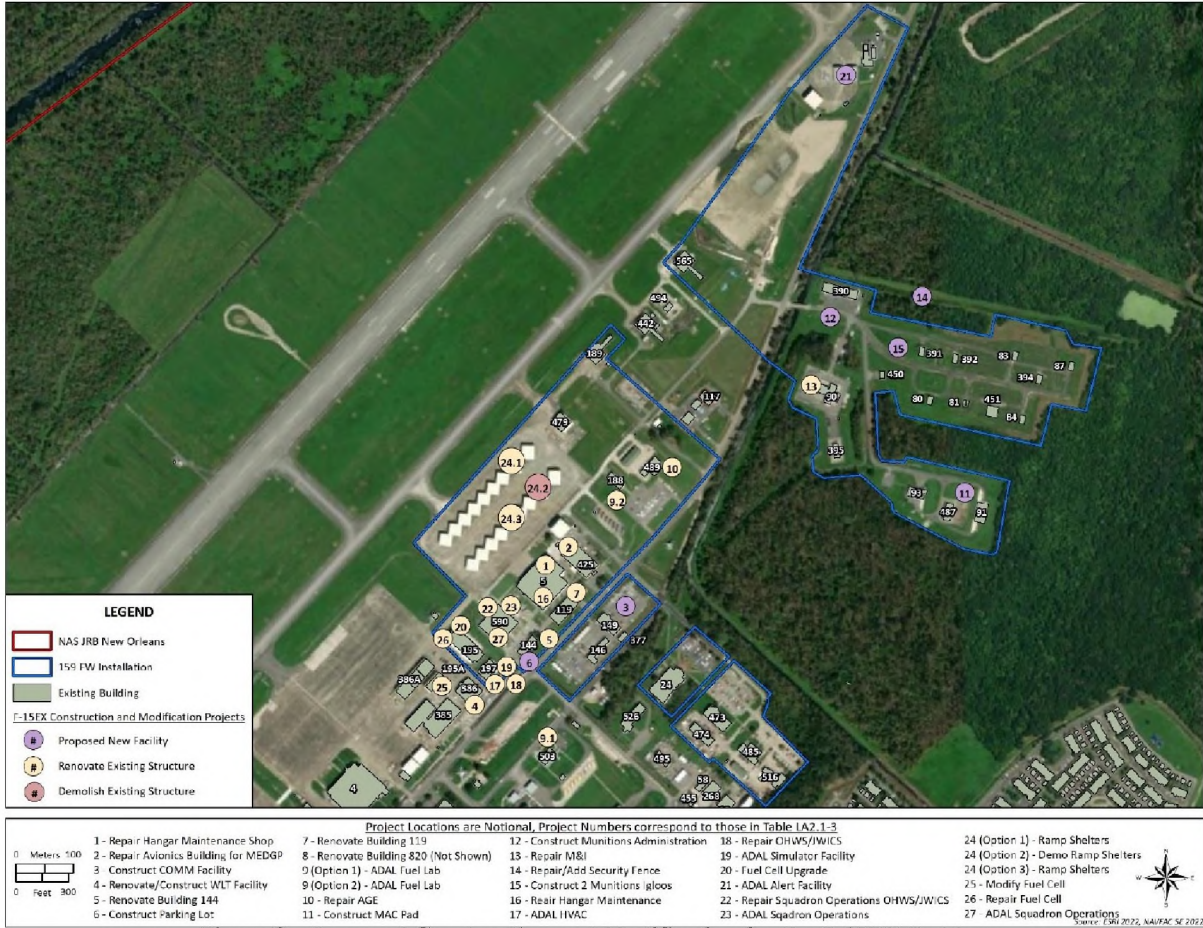 21
565
390
14
494
12
442
15
391
392
83
87
189
450
394
13
90
80
81
451
84
117
479
395
24.1
489
10
24.2
188
93
11
9.2
487
91
24.3
2
1
425
5
16
7
119
3
22
23
149
20
590
26
27
144
5
377
195
146
6
195A
197
19
386A
25
586
17
18
24
4
385
526
473
474
9.1
485
503
495
516
58
4
455
268
LEGEND
NAS JRB New Orleans
159 FW Installation
Existing Building
F-15EX Construction and Modification Projects
# Proposed New Facility
# Renovate Existing Structure
# Demolish Existing Structure
Project Locations are Notional, Project Numbers correspond to those in Table LA2.1-3
0 Meters 100
0 Feet 300
1 - Repair Hangar Maintenance Shop
2 - Repair Avionics Building for MEDGP
3 Construct COMM Facility
4 - Renovate/Construct WLT Facility
5 - Renovate Building 144
6 - Construct Parking Lot
7 - Renovate Building 119
8 - Renovate Building 820 (Not Shown)
9 (Option 1) - ADAL Fuel Lab
9 (Option 2) - ADAL Fuel Lab
10 - Repair AGE
11 - Construct MAC Pad
12 - Construct Munitions Administration
13 - Repair M&I
14 - Repair/Add Security Fence
15 - Construct 2 Munitions Igloos
16 - Reair Hangar Maintenance
17 - ADAL HVAC
18 - Repair OHWS/JWICS
19 - ADAL Simulator Facility
20 - Fuel Cell Upgrade
21 - ADAL Alert Facility
22 - Repair Squadron Operations OHWS/JWICS
23 - ADAL Sqadron Operations
24 (Option 1) - Ramp Shelters
24 (Option 2) - Demo Ramp Shelters
24 (Option 3) - Ramp Shelters
25 - Modify Fuel Cell
26 - Repair Fuel Cell
27 - ADAL Squadron Operations
N
W E
S
Source: ESRI 2022, NAVFAC SE 2022